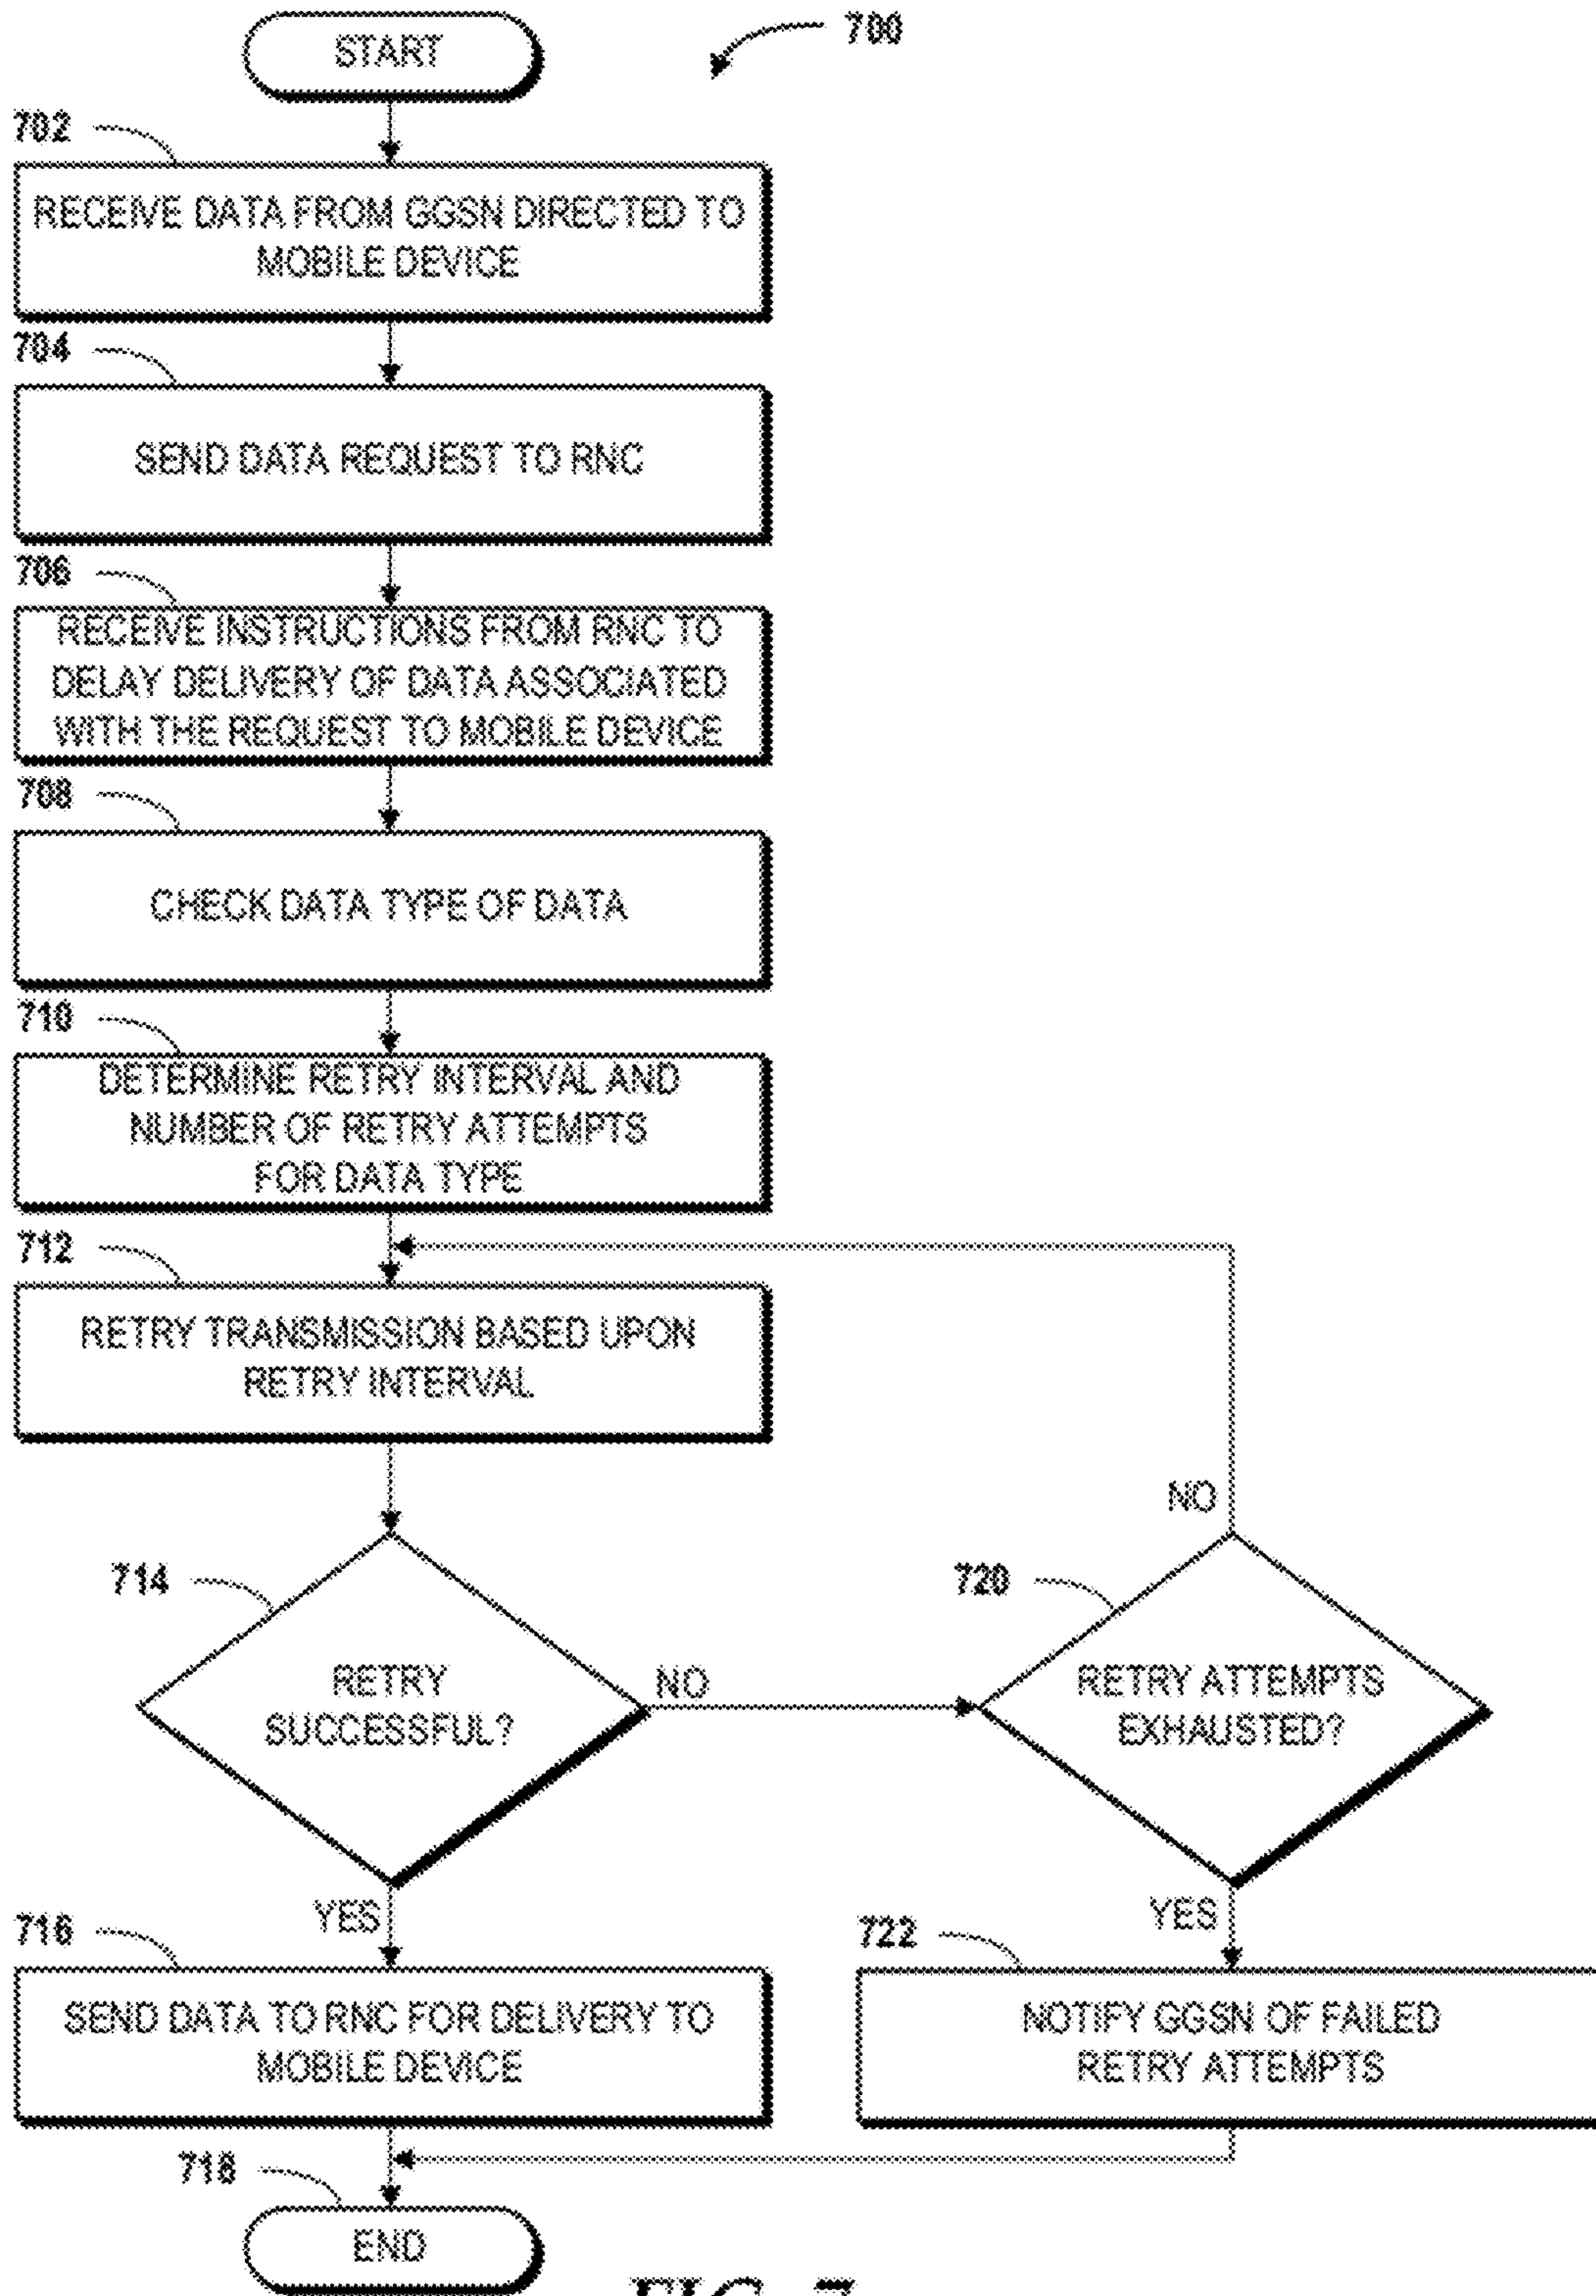 START
700
702
RECEIVE DATA FROM GGSN DIRECTED TO
MOBILE DEVICE
704
SEND DATA REQUEST TO RNC
706
RECEIVE INSTRUCTIONS FROM RNC TO
DELAY DELIVERY OF DATA ASSOCIATED
WITH THE REQUEST TO MOBILE DEVICE
708
CHECK DATA TYPE OF DATA
710
DETERMINE RETRY INTERVAL AND
NUMBER OF RETRY ATTEMPTS
FOR DATA TYPE
712
RETRY TRANSMISSION BASED UPON
RETRY INTERVAL
714
RETRY
SUCCESSFUL?
NO
720
RETRY ATTEMPTS
EXHAUSTED?
NO
YES
716
SEND DATA TO RNC FOR DELIVERY TO
MOBILE DEVICE
YES
722
NOTIFY GGSN OF FAILED
RETRY ATTEMPTS
718
END